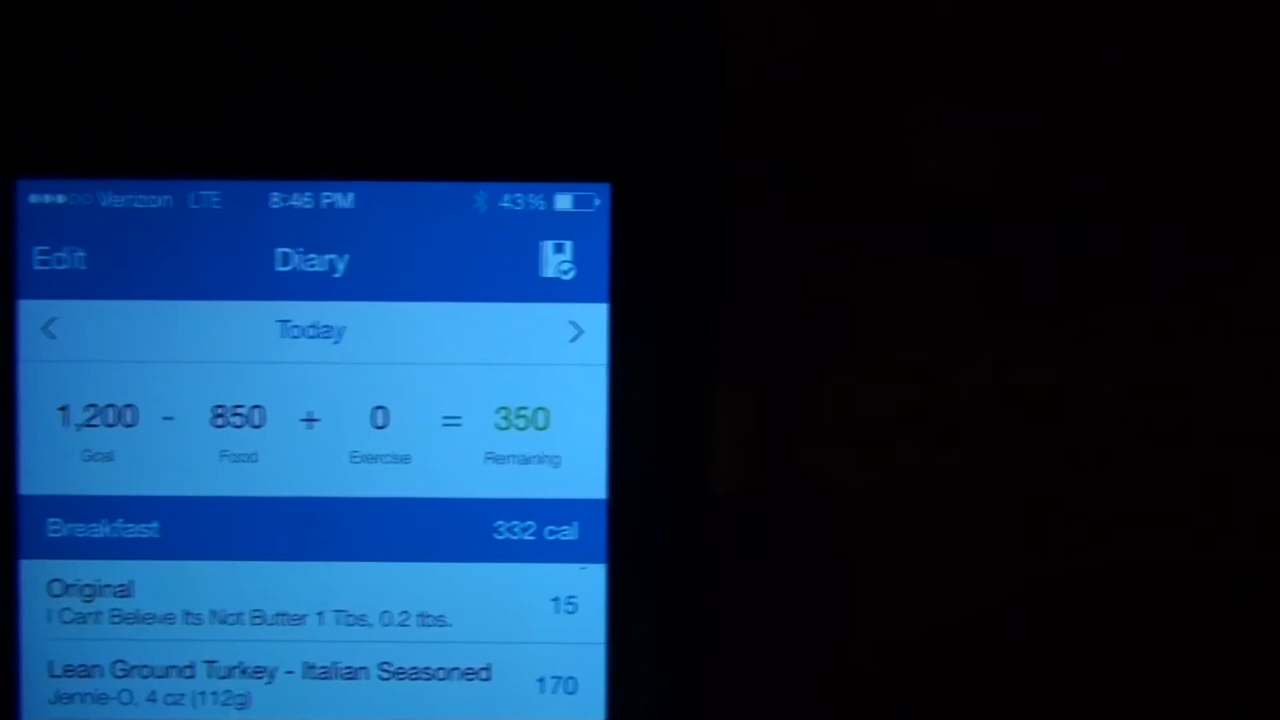 Verizon LTE 8:46 PM 43%
Edit Diary
Today
1,200 - 850 + 0 = 350
Goal Food Exercise Remaining
Breakfast 332 cal
Original
15
I Cant Believe Its Not Butter 1 Tbs, 0.2 tbs.
Lean Ground Turkey - Italian Seasoned
170
Jennie-O, 4 oz (112g)